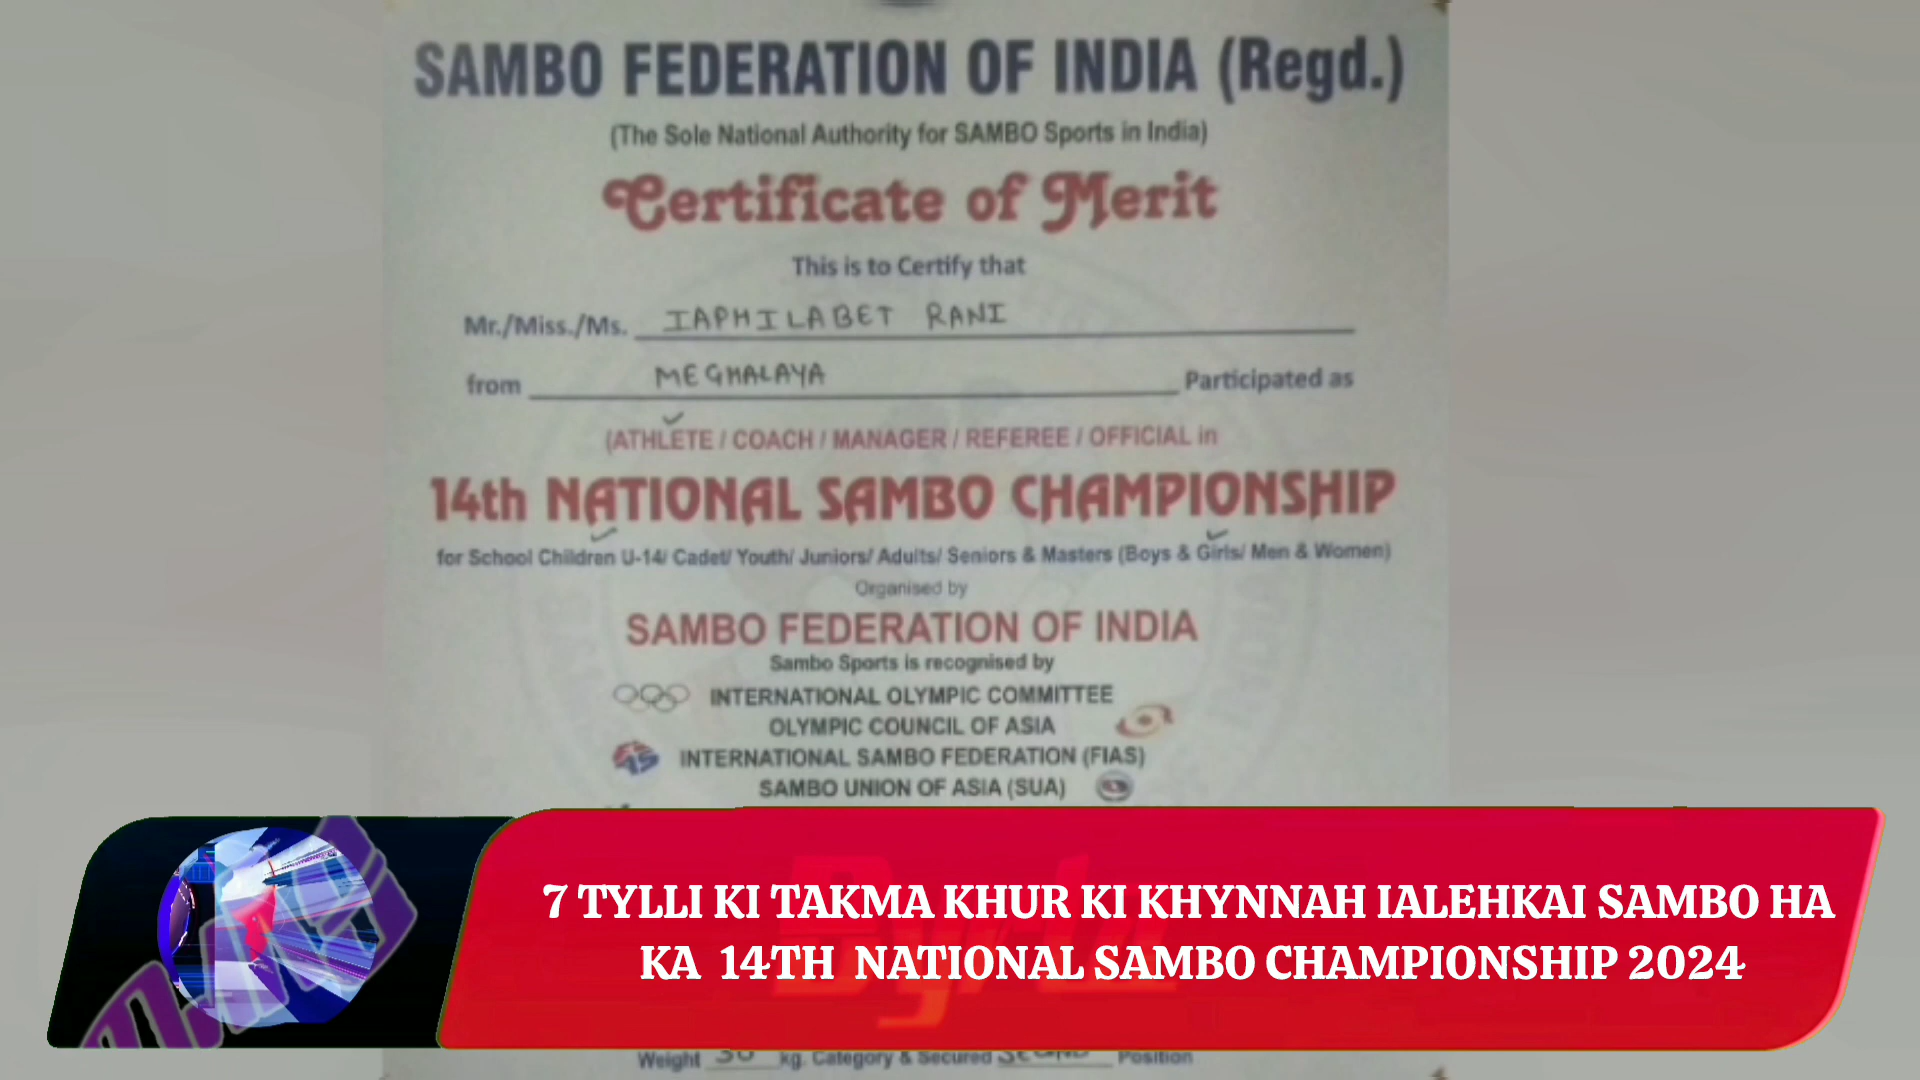 SAMBO FEDERATION OF INDIA (Regd.)
(The Sole National Authority for SAMBO Sports in India)
Certificate of Merit
This is to Certify that
Mr./Miss./Ms. IAPHILABET RANI
from MEGHALAYA Participated as
(ATHLETE / COACH / MANAGER / REFEREE / OFFICIAL in
14th NATIONAL SAMBO CHAMPIONSHIP
for School Children U-14/ Cadet/ Youth/ Juniors/ Adults/ Seniors & Masters (Boys & Girls/ Men & Women)
Organised by
SAMBO FEDERATION OF INDIA
Sambo Sports is recognised by
INTERNATIONAL OLYMPIC COMMITTEE
OLYMPIC COUNCIL OF ASIA
INTERNATIONAL SAMBO FEDERATION (FIAS)
SAMBO UNION OF ASIA (SUA)
7 TYLLI KI TAKMA KHUR KI KHYNNAH IALEHKAI SAMBO HA
KA 14TH NATIONAL SAMBO CHAMPIONSHIP 2024
Weight kg. Category & Secured Position